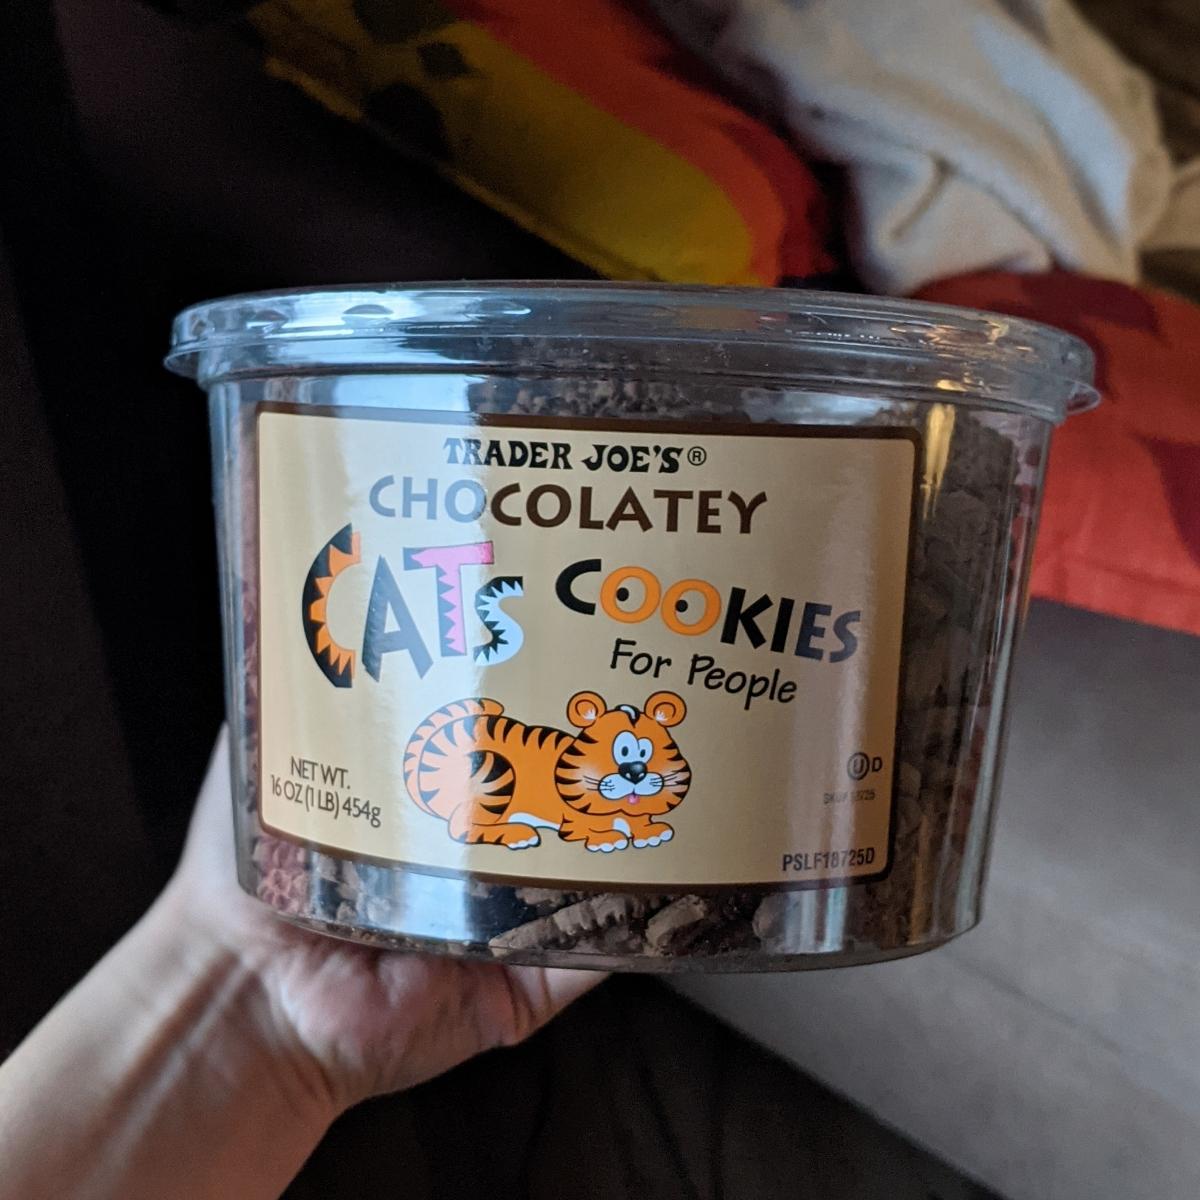 TRADER JOE'S®
CHOCOLATEY
CATS COOKIES
For People
NET WT.
16 OZ (1 LB) 454g
U D
PSLF18725D